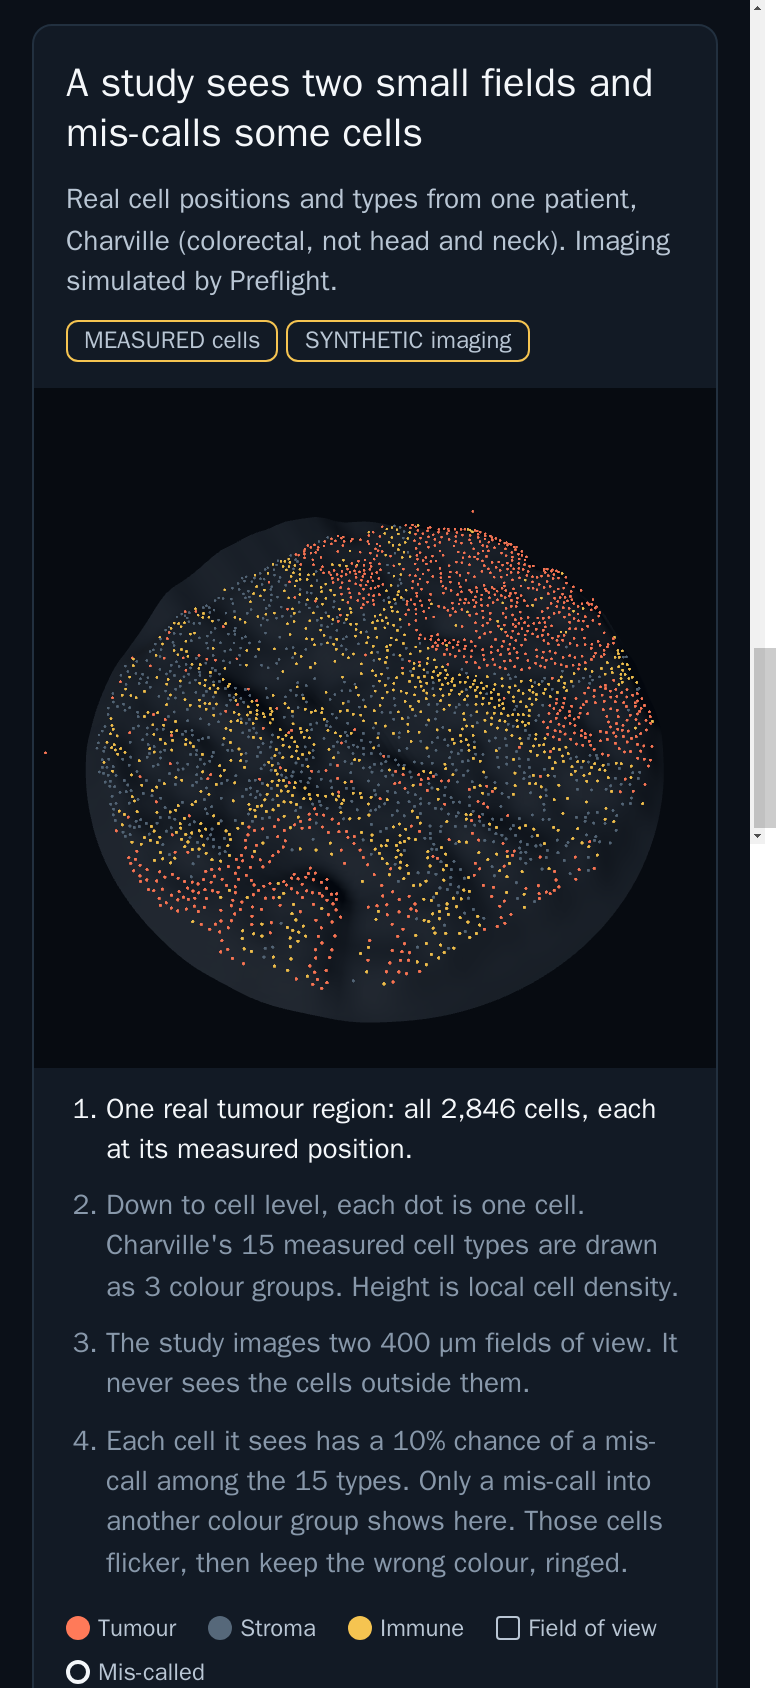 A study sees two small fields and
mis-calls some cells
Real cell positions and types from one patient,
Charville (colorectal, not head and neck). Imaging
simulated by Preflight.
MEASURED cells
SYNTHETIC imaging
1. One real tumour region: all 2,846 cells, each
at its measured position.
2. Down to cell level, each dot is one cell.
Charville's 15 measured cell types are drawn
as 3 colour groups. Height is local cell density.
3. The study images two 400 µm fields of view. It
never sees the cells outside them.
4. Each cell it sees has a 10% chance of a mis-
call among the 15 types. Only a mis-call into
another colour group shows here. Those cells
flicker, then keep the wrong colour, ringed.
Tumour Stroma Immune Field of view
Mis-called